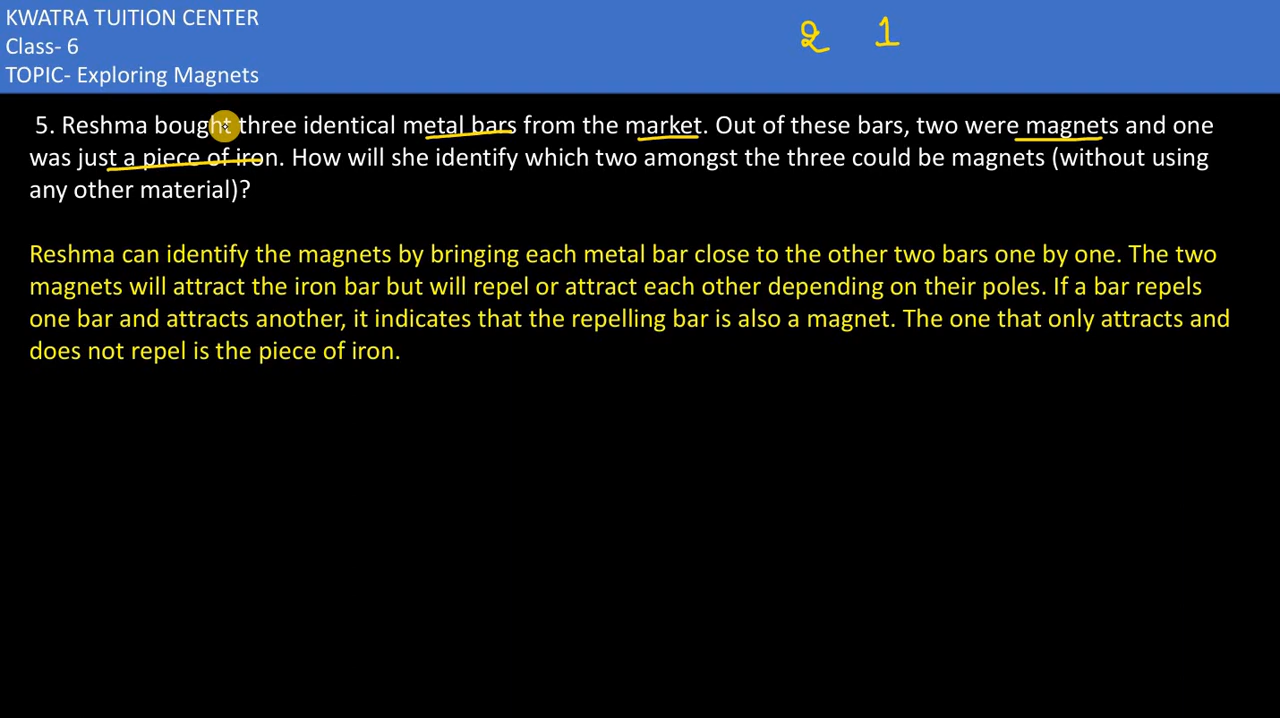 KWATRA TUITION CENTER
2 1
Class- 6
TOPIC- Exploring Magnets
5. Reshma bought three identical metal bars from the market. Out of these bars, two were magnets and one
was just a piece of iron. How will she identify which two amongst the three could be magnets (without using
any other material)?
Reshma can identify the magnets by bringing each metal bar close to the other two bars one by one. The two
magnets will attract the iron bar but will repel or attract each other depending on their poles. If a bar repels
one bar and attracts another, it indicates that the repelling bar is also a magnet. The one that only attracts and
does not repel is the piece of iron.